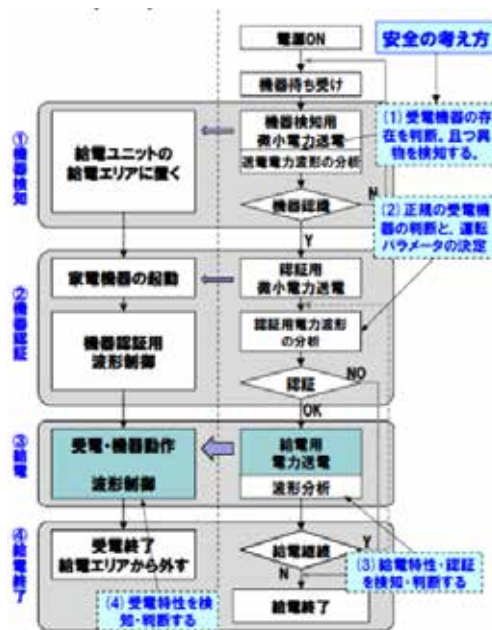 電源ON
安全の考え方
機器待ち受け
①機器検知
給電ユニットの
給電エリアに置く
機器検知用
微小電力送電
送電電力波形の分析
(1) 受電機器の存
在を判断。且つ異
物を検知する。
機器認識
N
Y
(2) 正規の受電機
器の判断と、運転
パラメータの決定
②機器認証
家電機器の起動
認証用
微小電力送電
機器認証用
波形制御
認証用電力波形
の分析
認証
NO
OK
③給電
受電・機器動作
波形制御
給電用
電力送電
波形分析
④給電終了
受電終了
給電エリアから外す
給電継続
Y
N
(3) 給電特性・認証
を検知・判断する
(4) 受電特性を検
知・判断する
給電終了